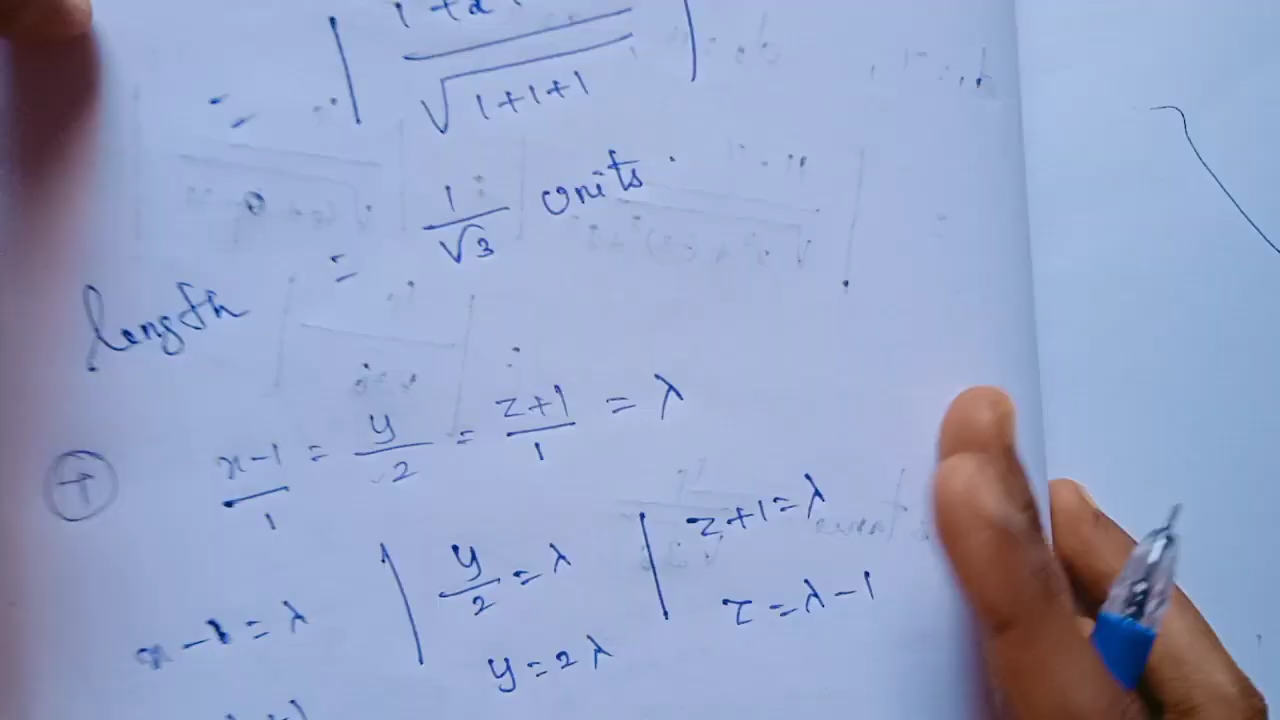 = | / √1+1+1 |
= 1/√3 units.
length
7 x-1/1 = y/2 = z+1/1 = λ
x-1=λ | y/2=λ | z+1=λ
y=2λ z=λ-1